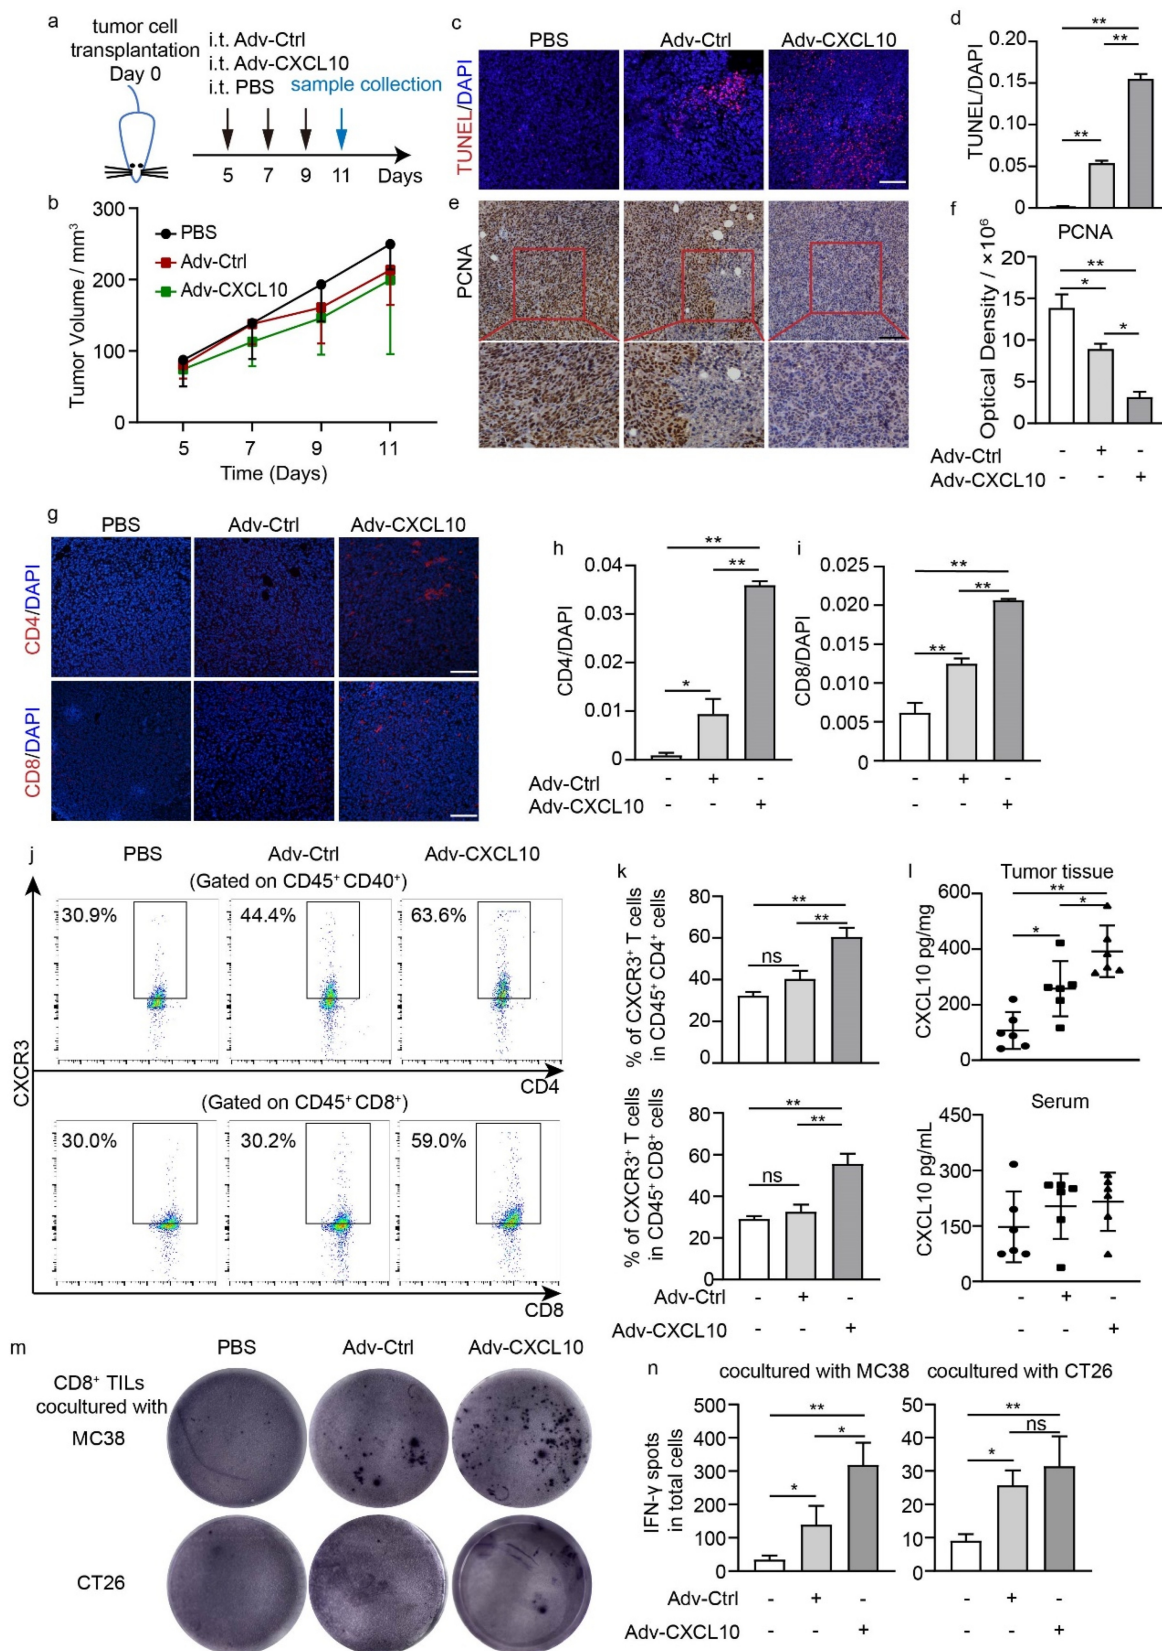 a
tumor cell
transplantation
Day 0
i.t. Adv-Ctrl
i.t. Adv-CXCL10
i.t. PBS
sample collection
5 7 9 11 Days
b
Tumor Volume / mm³
300
200
100
0
PBS
Adv-Ctrl
Adv-CXCL10
5 7 9 11
Time (Days)
c
PBS Adv-Ctrl Adv-CXCL10
TUNEL/DAPI
d
TUNEL/DAPI
0.20
0.15
0.10
0.05
0
**
**
**
e
PCNA
f
PCNA
Optical Density / ×10⁶
20
15
10
5
0
**
*
*
Adv-Ctrl - + -
Adv-CXCL10 - - +
g
PBS Adv-Ctrl Adv-CXCL10
CD4/DAPI
CD8/DAPI
h
CD4/DAPI
0.04
0.03
0.02
0.01
0
**
**
*
i
CD8/DAPI
0.025
0.020
0.015
0.010
0.005
0
**
**
**
Adv-Ctrl - + - - + -
Adv-CXCL10 - - + - - +
j
PBS Adv-Ctrl Adv-CXCL10
(Gated on CD45⁺ CD40⁺)
30.9% 44.4% 63.6%
CXCR3
CD4
(Gated on CD45⁺ CD8⁺)
30.0% 30.2% 59.0%
CD8
k
% of CXCR3⁺ T cells
in CD45⁺ CD4⁺ cells
80
60
40
20
0
**
**
ns
% of CXCR3⁺ T cells
in CD45⁺ CD8⁺ cells
80
60
40
20
0
**
**
ns
Adv-Ctrl - + -
Adv-CXCL10 - - +
l
Tumor tissue
CXCL10 pg/mg
600
400
200
0
**
*
*
Serum
CXCL10 pg/mL
450
300
150
0
- + -
- - +
m
PBS Adv-Ctrl Adv-CXCL10
CD8⁺ TILs
cocultured with
MC38
CT26
n
cocultured with MC38
IFN-γ spots
in total cells
500
400
300
200
100
0
**
*
*
cocultured with CT26
50
40
30
20
10
0
**
ns
*
Adv-Ctrl - + - - + -
Adv-CXCL10 - - + - - +